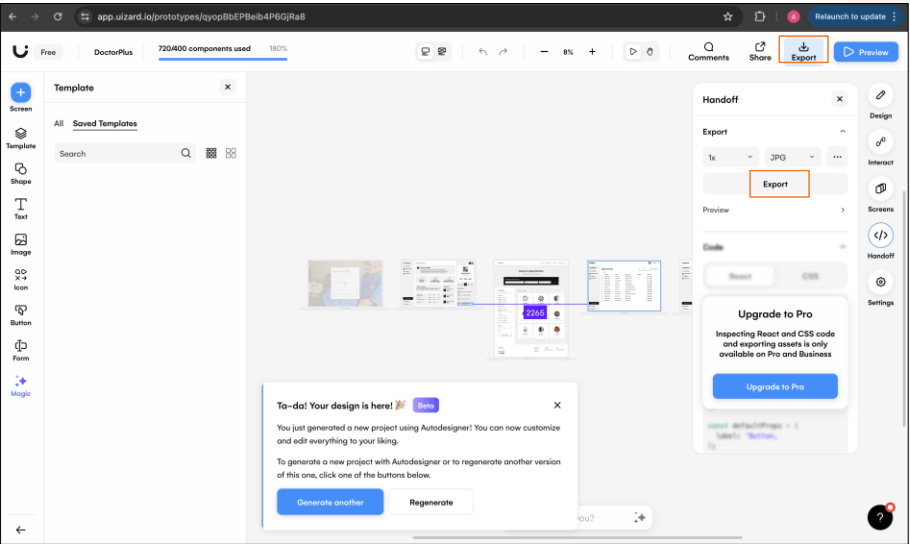 app.uizard.io/prototypes/qyopBbEPBeib4P6GjRa8
Relaunch to update
Free
DoctorPlus
720/400 components used
180%
8%
Comments
Share
Export
Preview
Screen
Template
Shape
Text
Image
Icon
Button
Form
Magic
Template
All Saved Templates
Search
2265
Ta-da! Your design is here! 🎉 Beta
You just generated a new project using Autodesigner! You can now customize
and edit everything to your liking.
To generate a new project with Autodesigner or to regenerate another version
of this one, click one of the buttons below.
Generate another
Regenerate
you?
Handoff
Export
1x
JPG
Export
Preview
Code
React
CSS
Upgrade to Pro
Inspecting React and CSS code
and exporting assets is only
available on Pro and Business
Upgrade to Pro
const defaultProps = {
label: "Button,
};
Design
Interact
Screens
Handoff
Settings
?